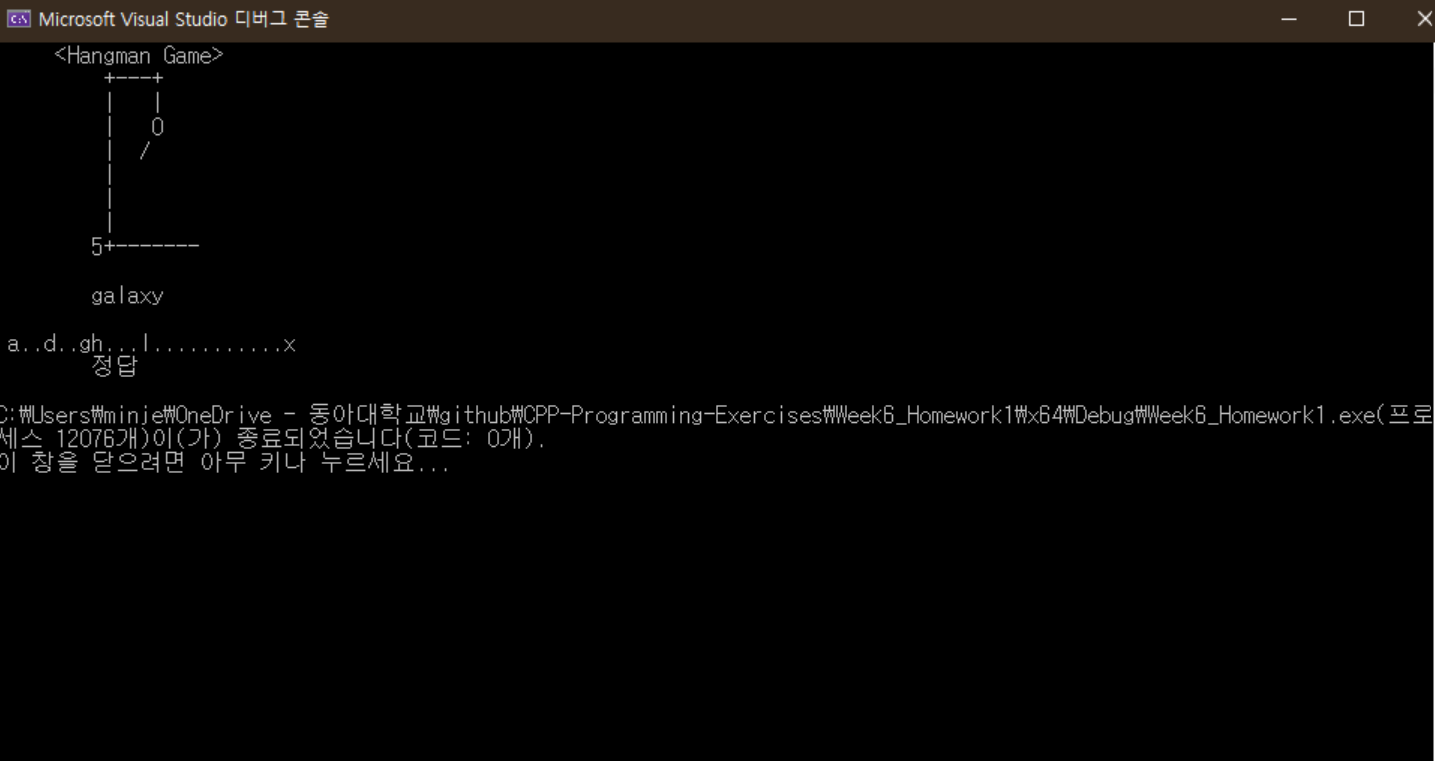 Microsoft Visual Studio 디버그 콘솔
<Hangman Game>
+---+
|   |
|   O
|  /
|
|
|
5+-------
galaxy
a..d..gh...l...........x
정답
C:₩Users₩minje₩OneDrive - 동아대학교₩github₩CPP-Programming-Exercises₩Week6_Homework1₩x64₩Debug₩Week6_Homework1.exe(프로
세스 12076개)이(가) 종료되었습니다(코드: 0개).
이 창을 닫으려면 아무 키나 누르세요...